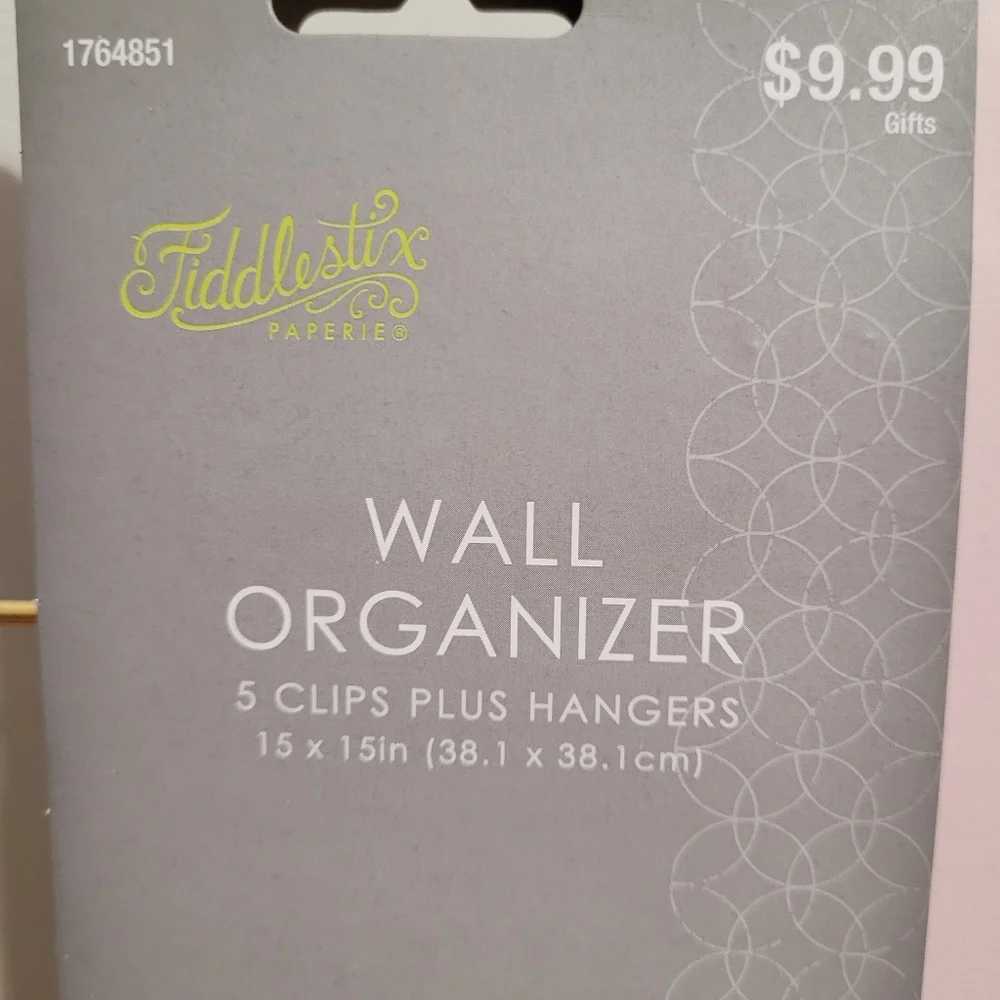 1764851
$9.99
Gifts
Fiddlestix
PAPERIE®
WALL
ORGANIZER
5 CLIPS PLUS HANGERS
15 x 15in (38.1 x 38.1cm)